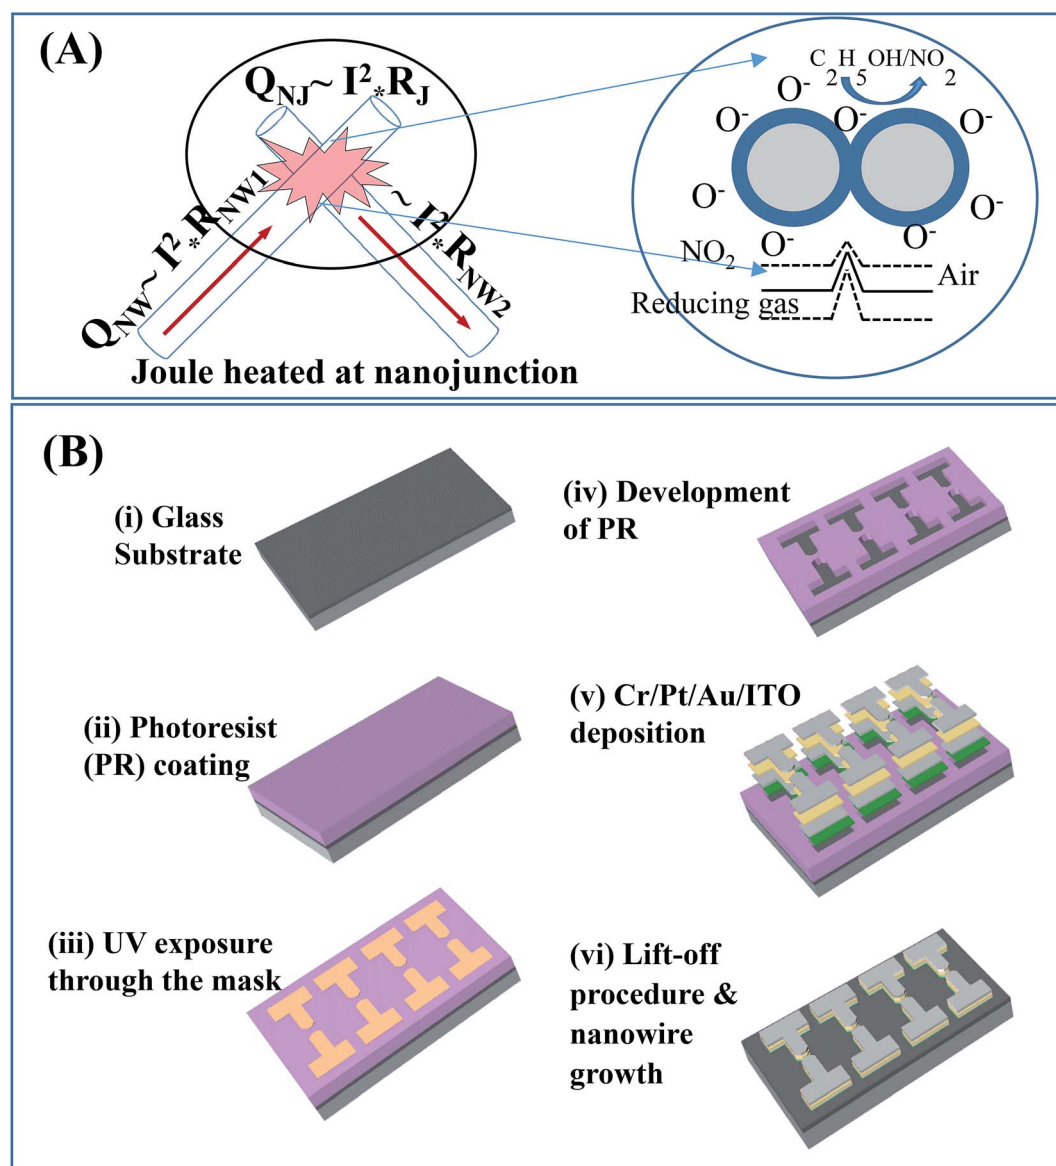 (A)
Q_NJ~ I²*R_J
Q_NW~ I²*R_NW1
~ I²*R_NW2
Joule heated at nanojunction
C₂H₅OH/NO₂
O⁻
O⁻
O⁻
O⁻
O⁻
O⁻
O⁻
O⁻
O⁻
NO₂
Air
Reducing gas
(B)
(i) Glass
Substrate
(ii) Photoresist
(PR) coating
(iii) UV exposure
through the mask
(iv) Development
of PR
(v) Cr/Pt/Au/ITO
deposition
(vi) Lift-off
procedure &
nanowire
growth